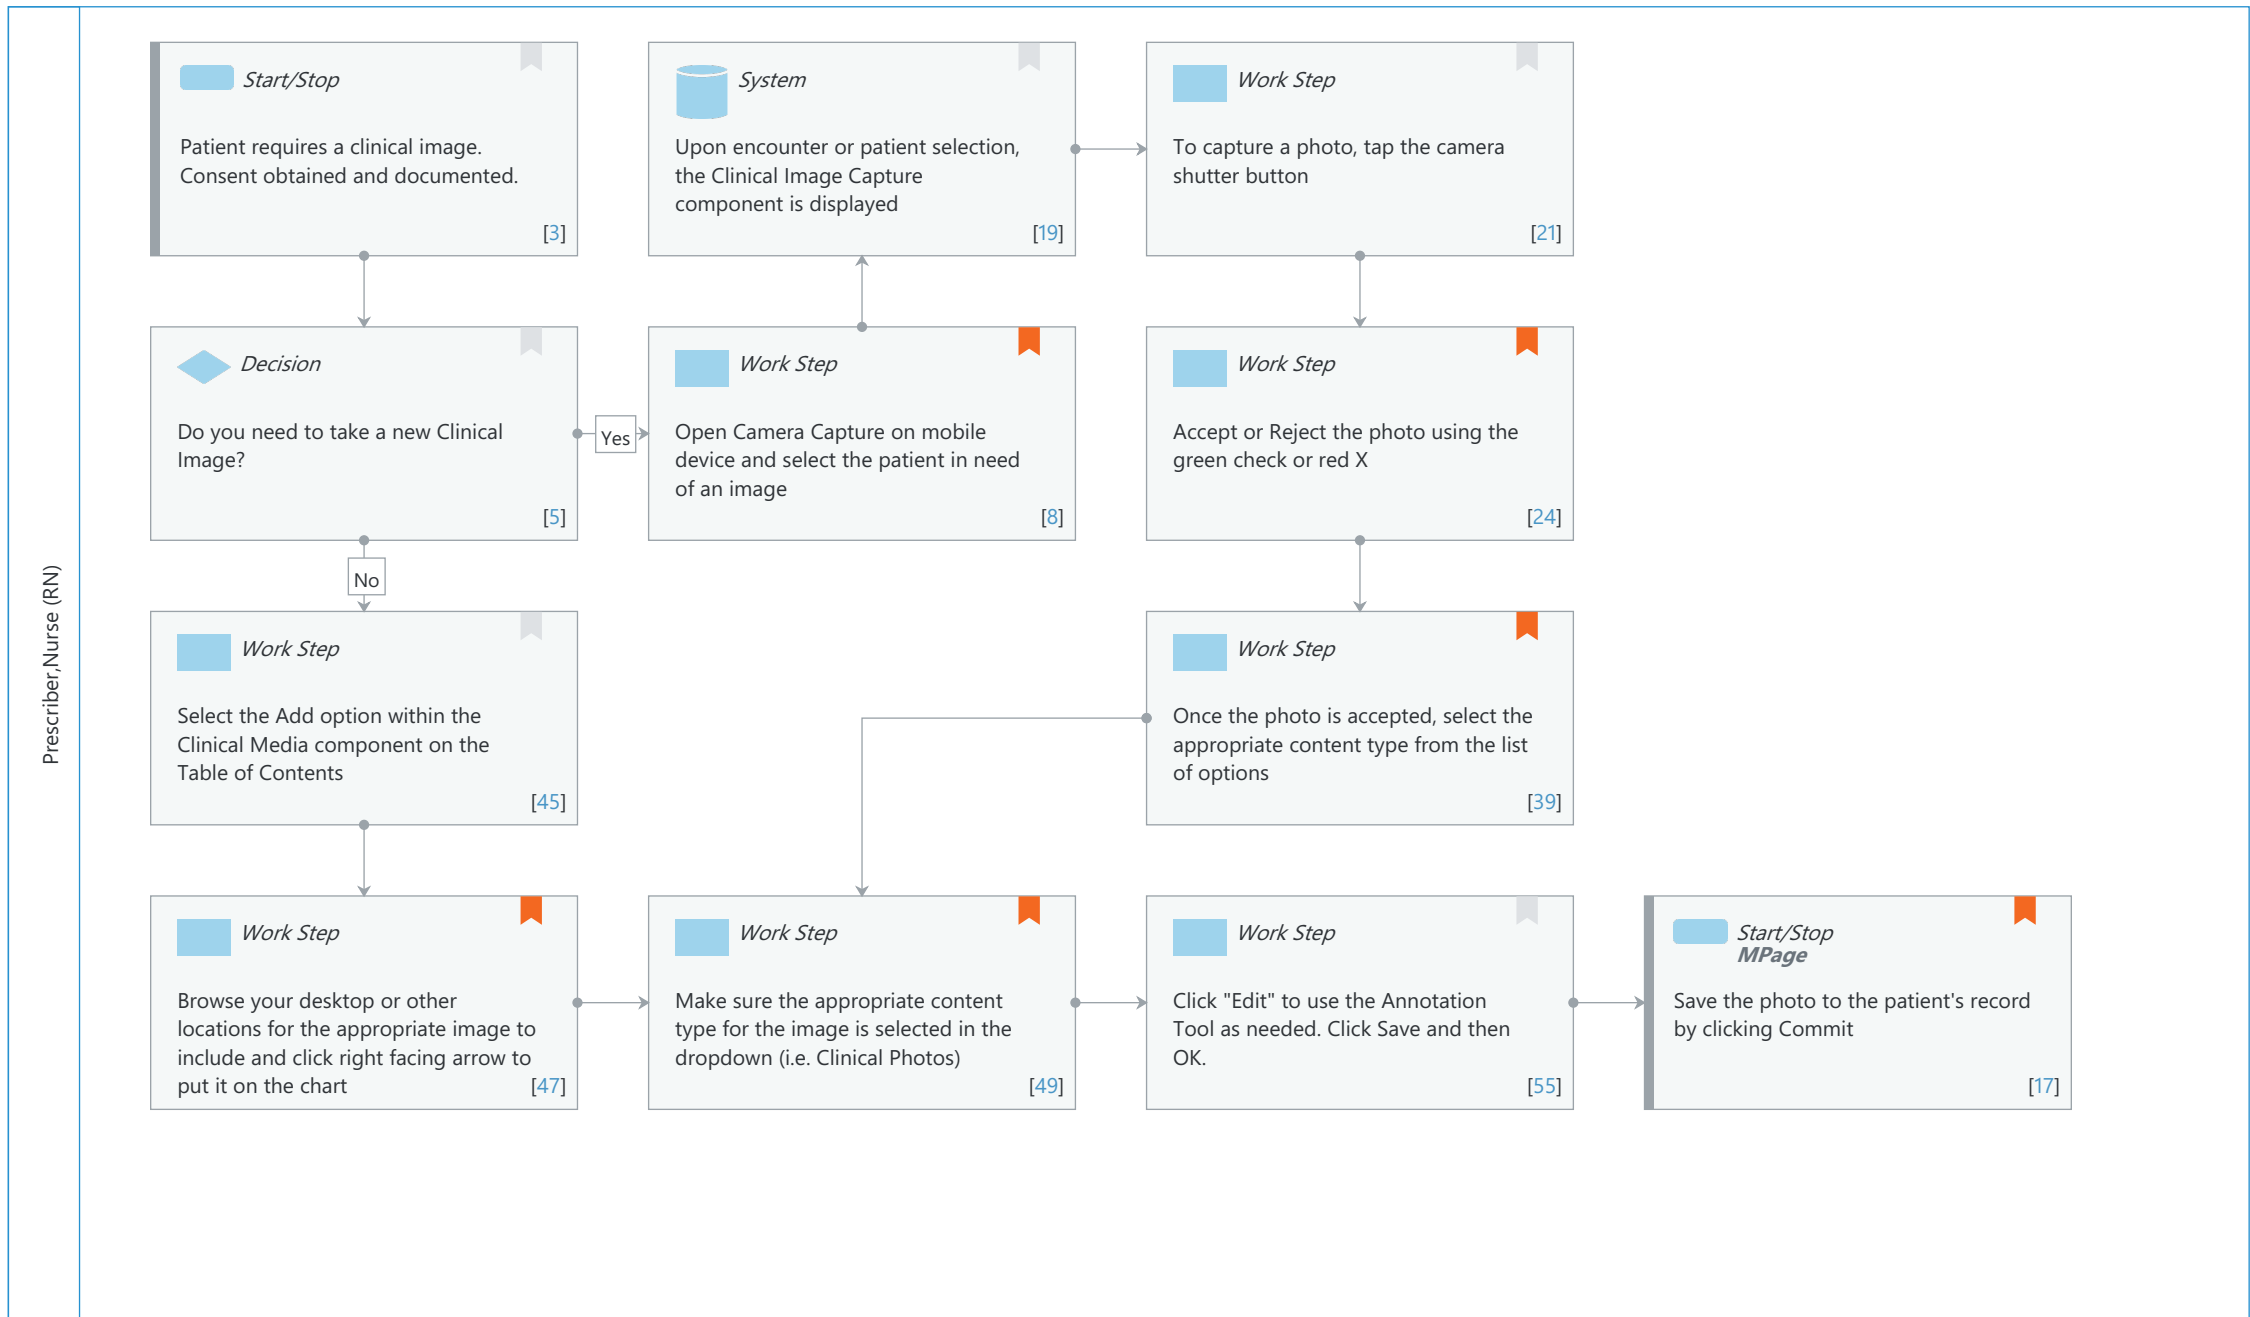 Prescriber,Nurse (RN)
Start/Stop
Patient requires a clinical image.
Consent obtained and documented.
[3]
System
Upon encounter or patient selection,
the Clinical Image Capture
component is displayed
[19]
Work Step
To capture a photo, tap the camera
shutter button
[21]
Decision
Do you need to take a new Clinical
Image?
[5]
Yes
Work Step
Open Camera Capture on mobile
device and select the patient in need
of an image
[8]
Work Step
Accept or Reject the photo using the
green check or red X
[24]
No
Work Step
Select the Add option within the
Clinical Media component on the
Table of Contents
[45]
Work Step
Once the photo is accepted, select the
appropriate content type from the list
of options
[39]
Work Step
Browse your desktop or other
locations for the appropriate image to
include and click right facing arrow to
put it on the chart
[47]
Work Step
Make sure the appropriate content
type for the image is selected in the
dropdown (i.e. Clinical Photos)
[49]
Work Step
Click "Edit" to use the Annotation
Tool as needed. Click Save and then
OK.
[55]
Start/Stop
MPage
Save the photo to the patient's record
by clicking Commit
[17]